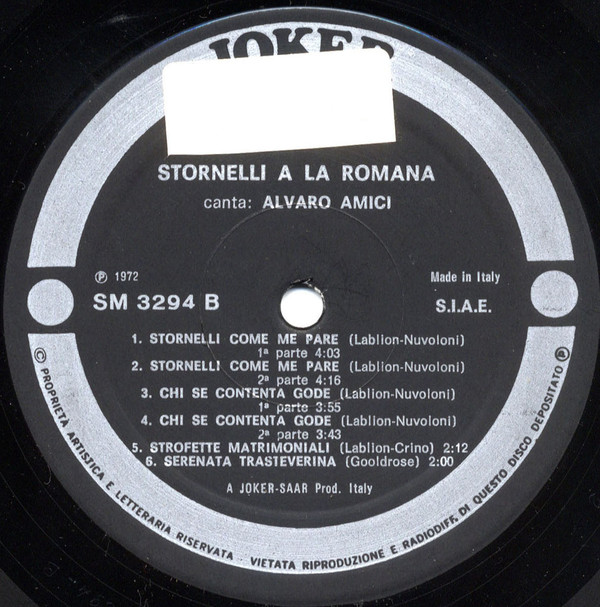 JOKER
STORNELLI A LA ROMANA
canta: ALVARO AMICI
Ⓟ 1972
Made in Italy
SM 3294 B
S.I.A.E.
1. STORNELLI COME ME PARE (Lablion-Nuvoloni)
1ª parte 4:03
2. STORNELLI COME ME PARE (Lablion-Nuvoloni)
2ª parte 4:16
3. CHI SE CONTENTA GODE (Lablion-Nuvoloni)
1ª parte 3:55
4. CHI SE CONTENTA GODE (Lablion-Nuvoloni)
2ª parte 3:43
5. STROFETTE MATRIMONIALI (Lablion-Crino) 2:12
6. SERENATA TRASTEVERINA (Gooldrose) 2:00
A JOKER-SAAR Prod. Italy
© PROPRIETÀ ARTISTICA E LETTERARIA RISERVATA - VIETATA RIPRODUZIONE E RADIODIFF. DI QUESTO DISCO DEPOSITATO Ⓟ